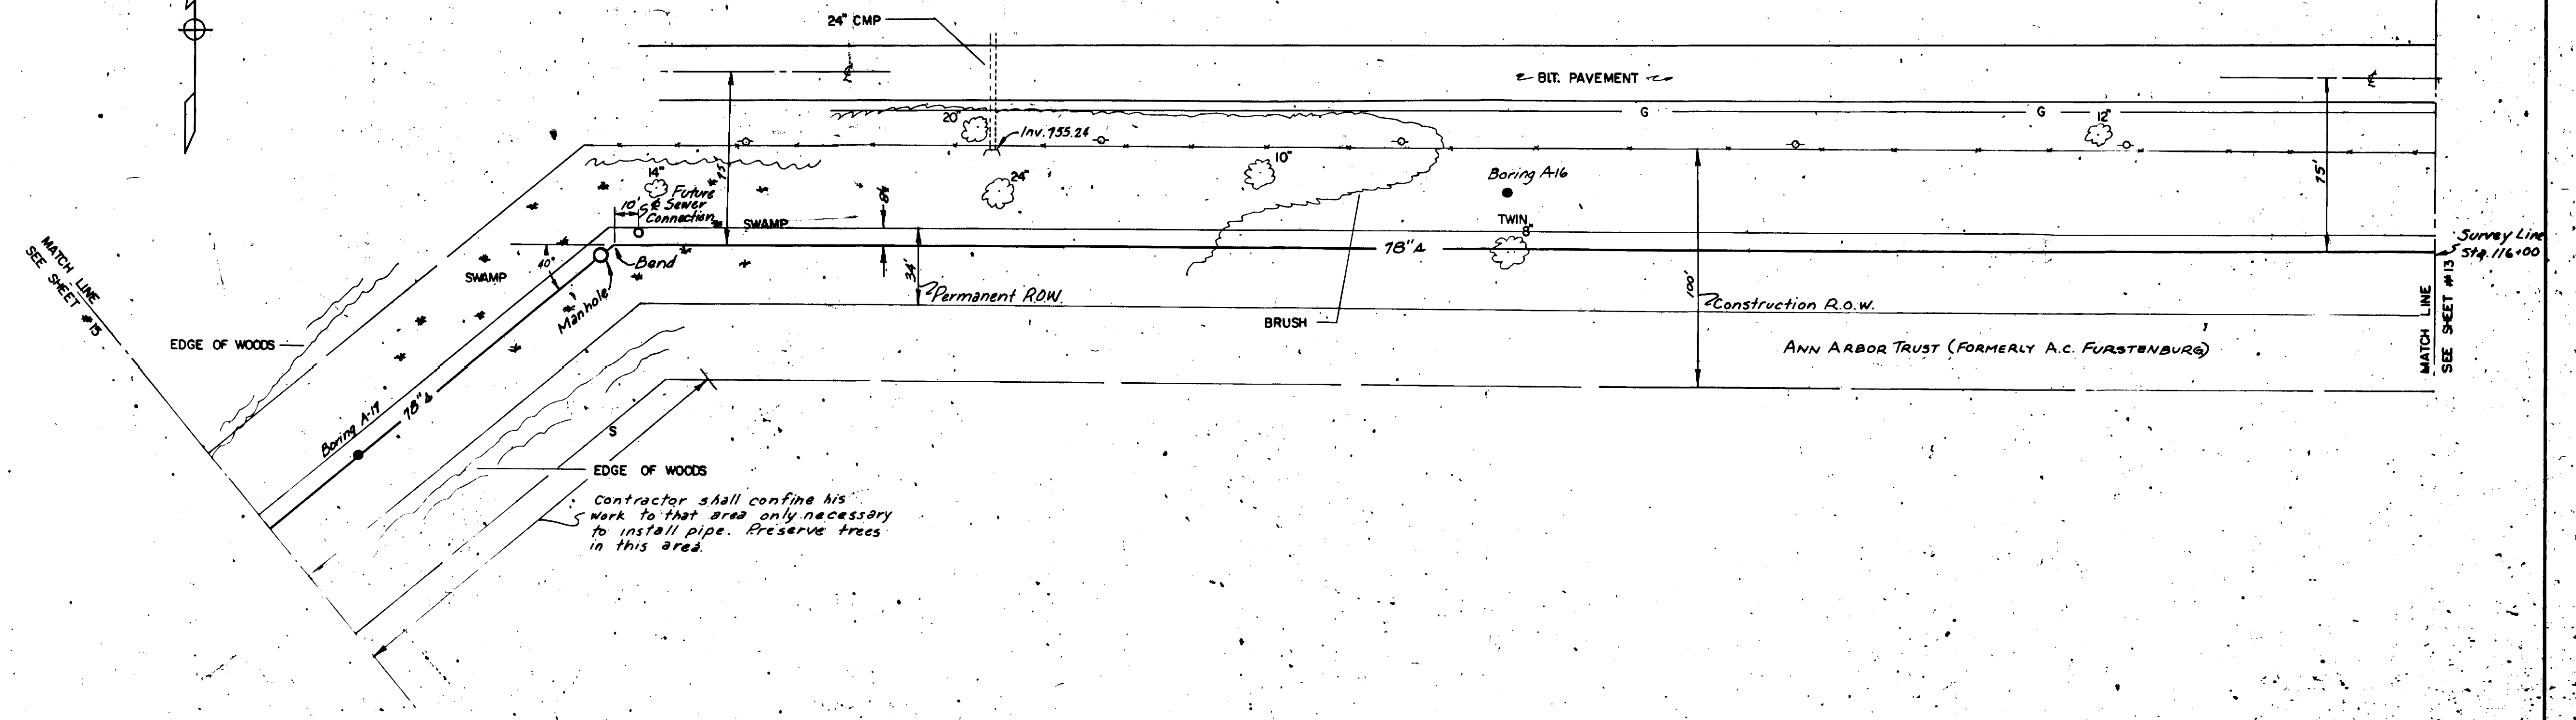 24" CMP
BIT. PAVEMENT
G
G
12"
20"
Inv. 755.24
10"
14"
24"
Boring A-16
75'
75'
Future
℄ Sewer
Connection
10'
8'
SWAMP
TWIN
8"
78"
Survey Line
Sta. 116+00
MATCH LINE
SEE SHEET #13
40°
Bend
SWAMP
34'
Permanent R.O.W.
100'
Construction R.O.W.
Manhole
BRUSH
EDGE OF WOODS
ANN ARBOR TRUST (FORMERLY A.C. FURSTENBURG)
MATCH LINE
SEE SHEET #13
78"
Boring A-17
S
EDGE OF WOODS
Contractor shall confine his
work to that area only necessary
to install pipe. Preserve trees
in this area.